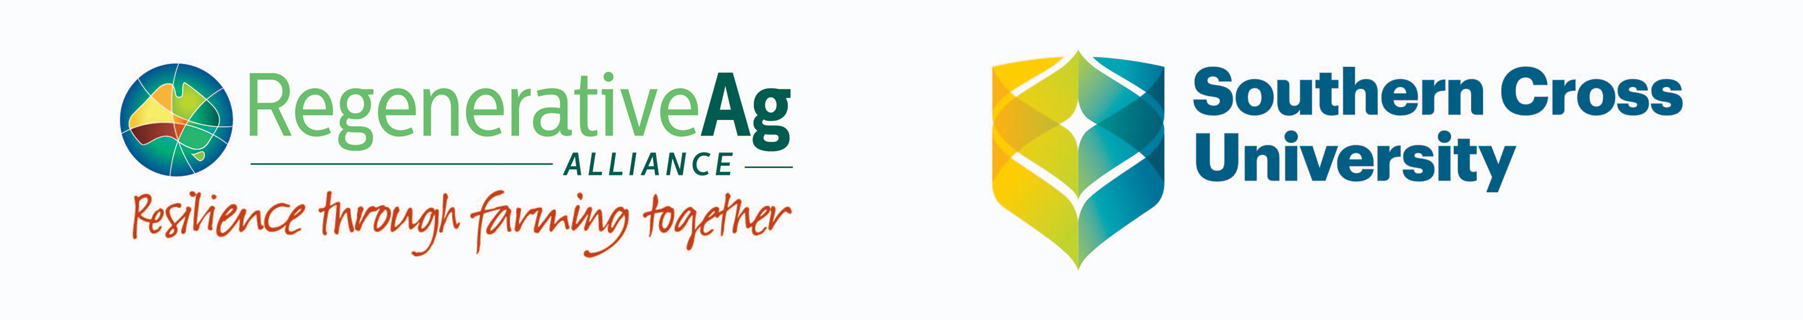 RegenerativeAg
ALLIANCE
Resilience through farming together
Southern Cross
University